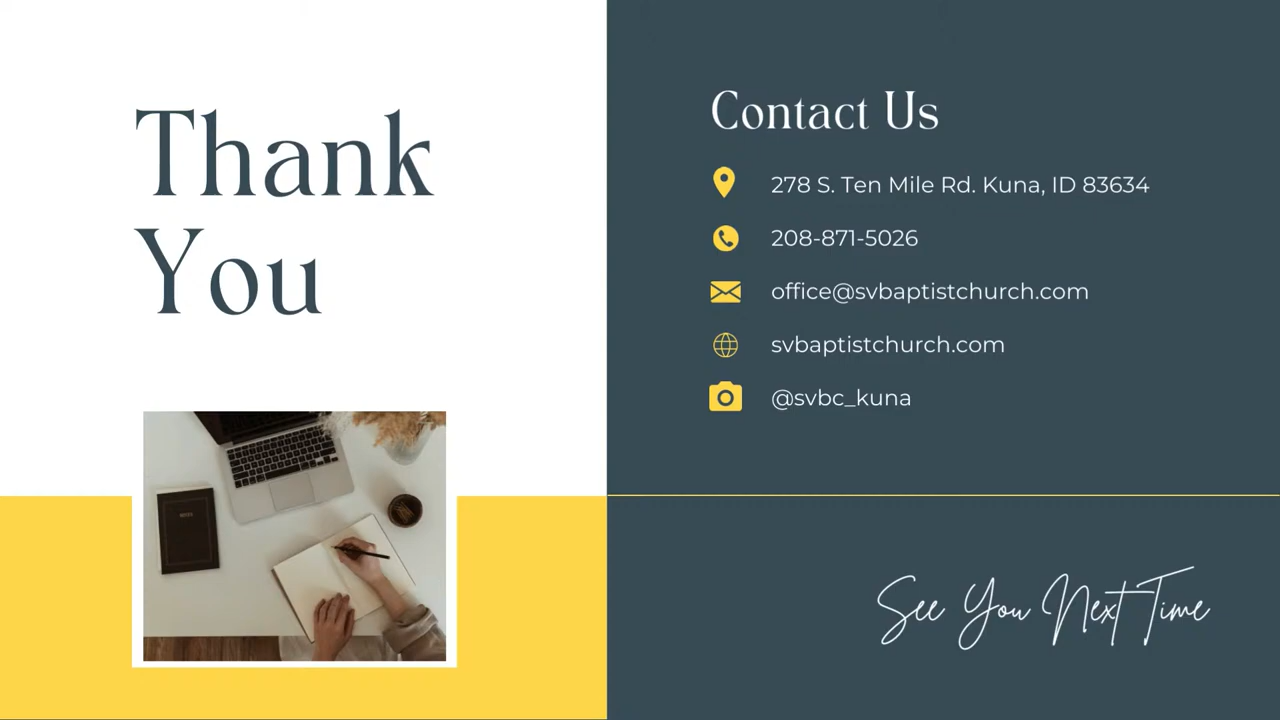 Thank
You
Contact Us
278 S. Ten Mile Rd. Kuna, ID 83634
208-871-5026
office@svbaptistchurch.com
svbaptistchurch.com
@svbc_kuna
See You Next Time